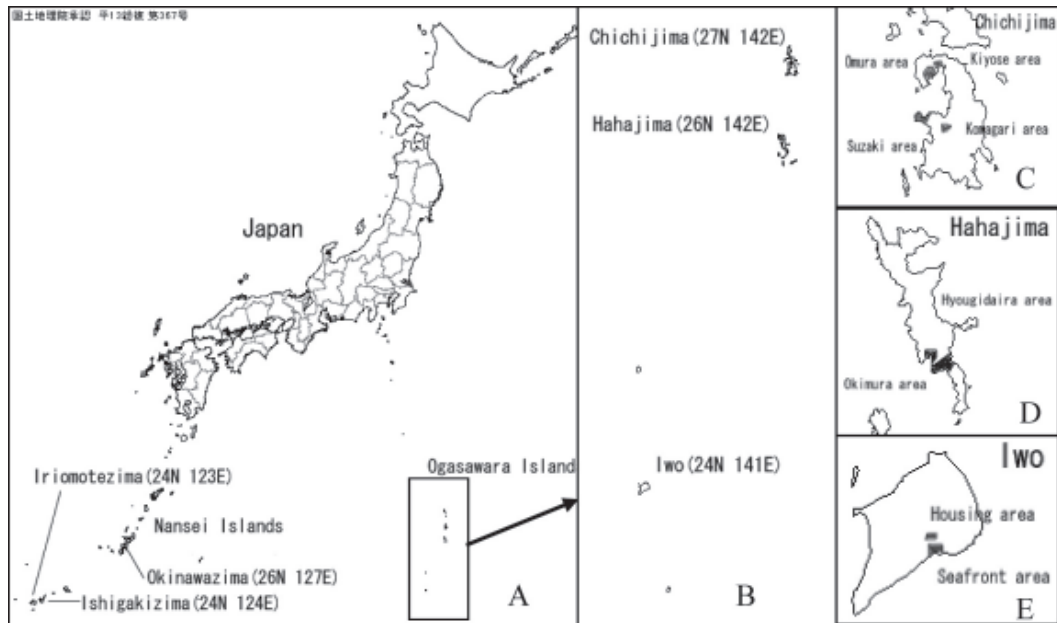 国土地理院承認 平13総複 第367号
Japan
Iriomotezima(24N 123E)
Nansei Islands
Okinawazima(26N 127E)
Ishigakizima(24N 124E)
Ogasawara Island
A
Chichijima(27N 142E)
Hahajima(26N 142E)
Iwo(24N 141E)
B
Chichijima
Omura area
Kiyose area
Komagari area
Suzaki area
C
Hahajima
Hyougidaira area
Okimura area
D
Iwo
Housing area
Seafront area
E